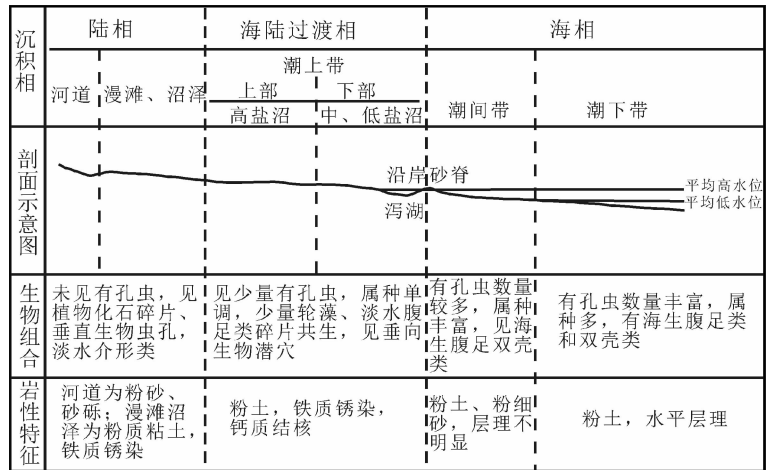 沉积相
陆相
海陆过渡相
海相
潮上带
河道
漫滩、沼泽
上部
下部
高盐沼
中、低盐沼
潮间带
潮下带
剖面示意图
沿岸砂脊
泻湖
平均高水位
平均低水位
生物组合
未见有孔虫，见
植物化石碎片、
垂直生物虫孔，
淡水介形类
见少量有孔虫，属种单
调，少量轮藻、淡水腹
足类碎片共生，见垂向
生物潜穴
有孔虫数量
较多，属种
丰富，见海
生腹足双壳
类
有孔虫数量丰富，属
种多，有海生腹足类
和双壳类
岩性特征
河道为粉砂、
砂砾；漫滩沼
泽为粉质粘土，
铁质锈染
粉土，铁质锈染，
钙质结核
粉土、粉细
砂，层理不
明显
粉土，水平层理